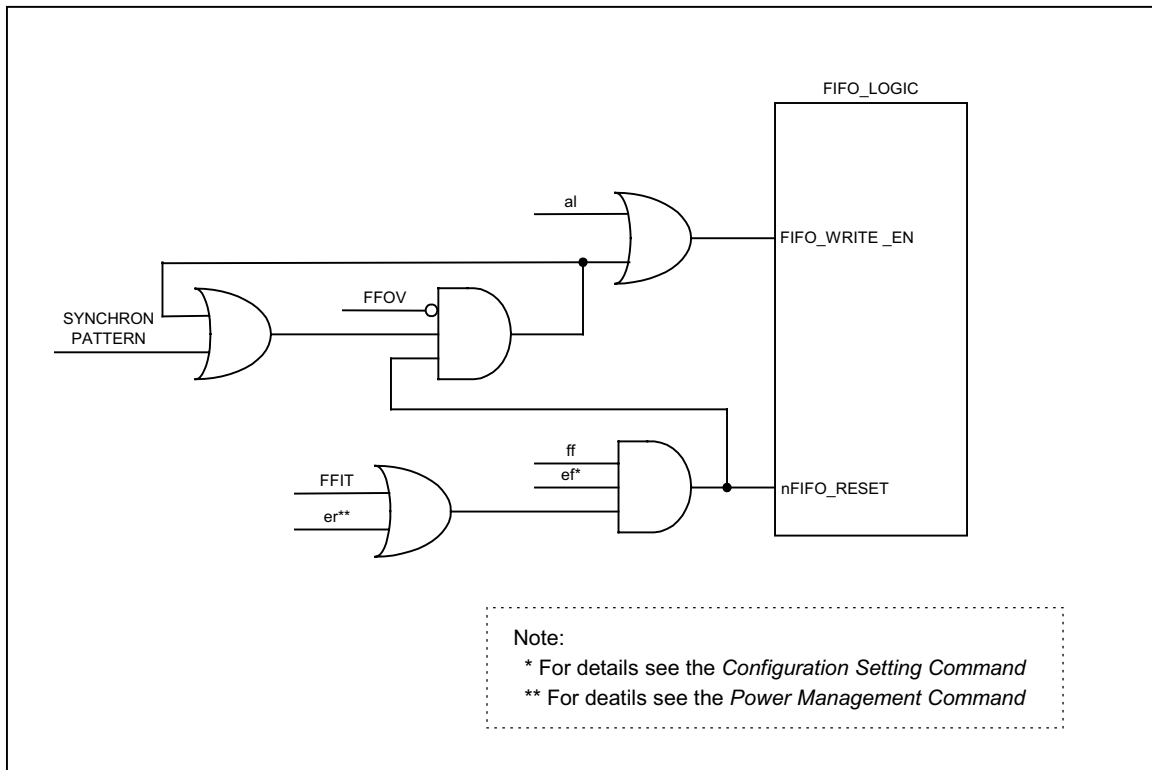 FIFO_LOGIC
al
FIFO_WRITE _EN
FFOV
SYNCHRON
PATTERN
ff
ef*
FFIT
nFIFO_RESET
er**
Note:
* For details see the Configuration Setting Command
** For deatils see the Power Management Command